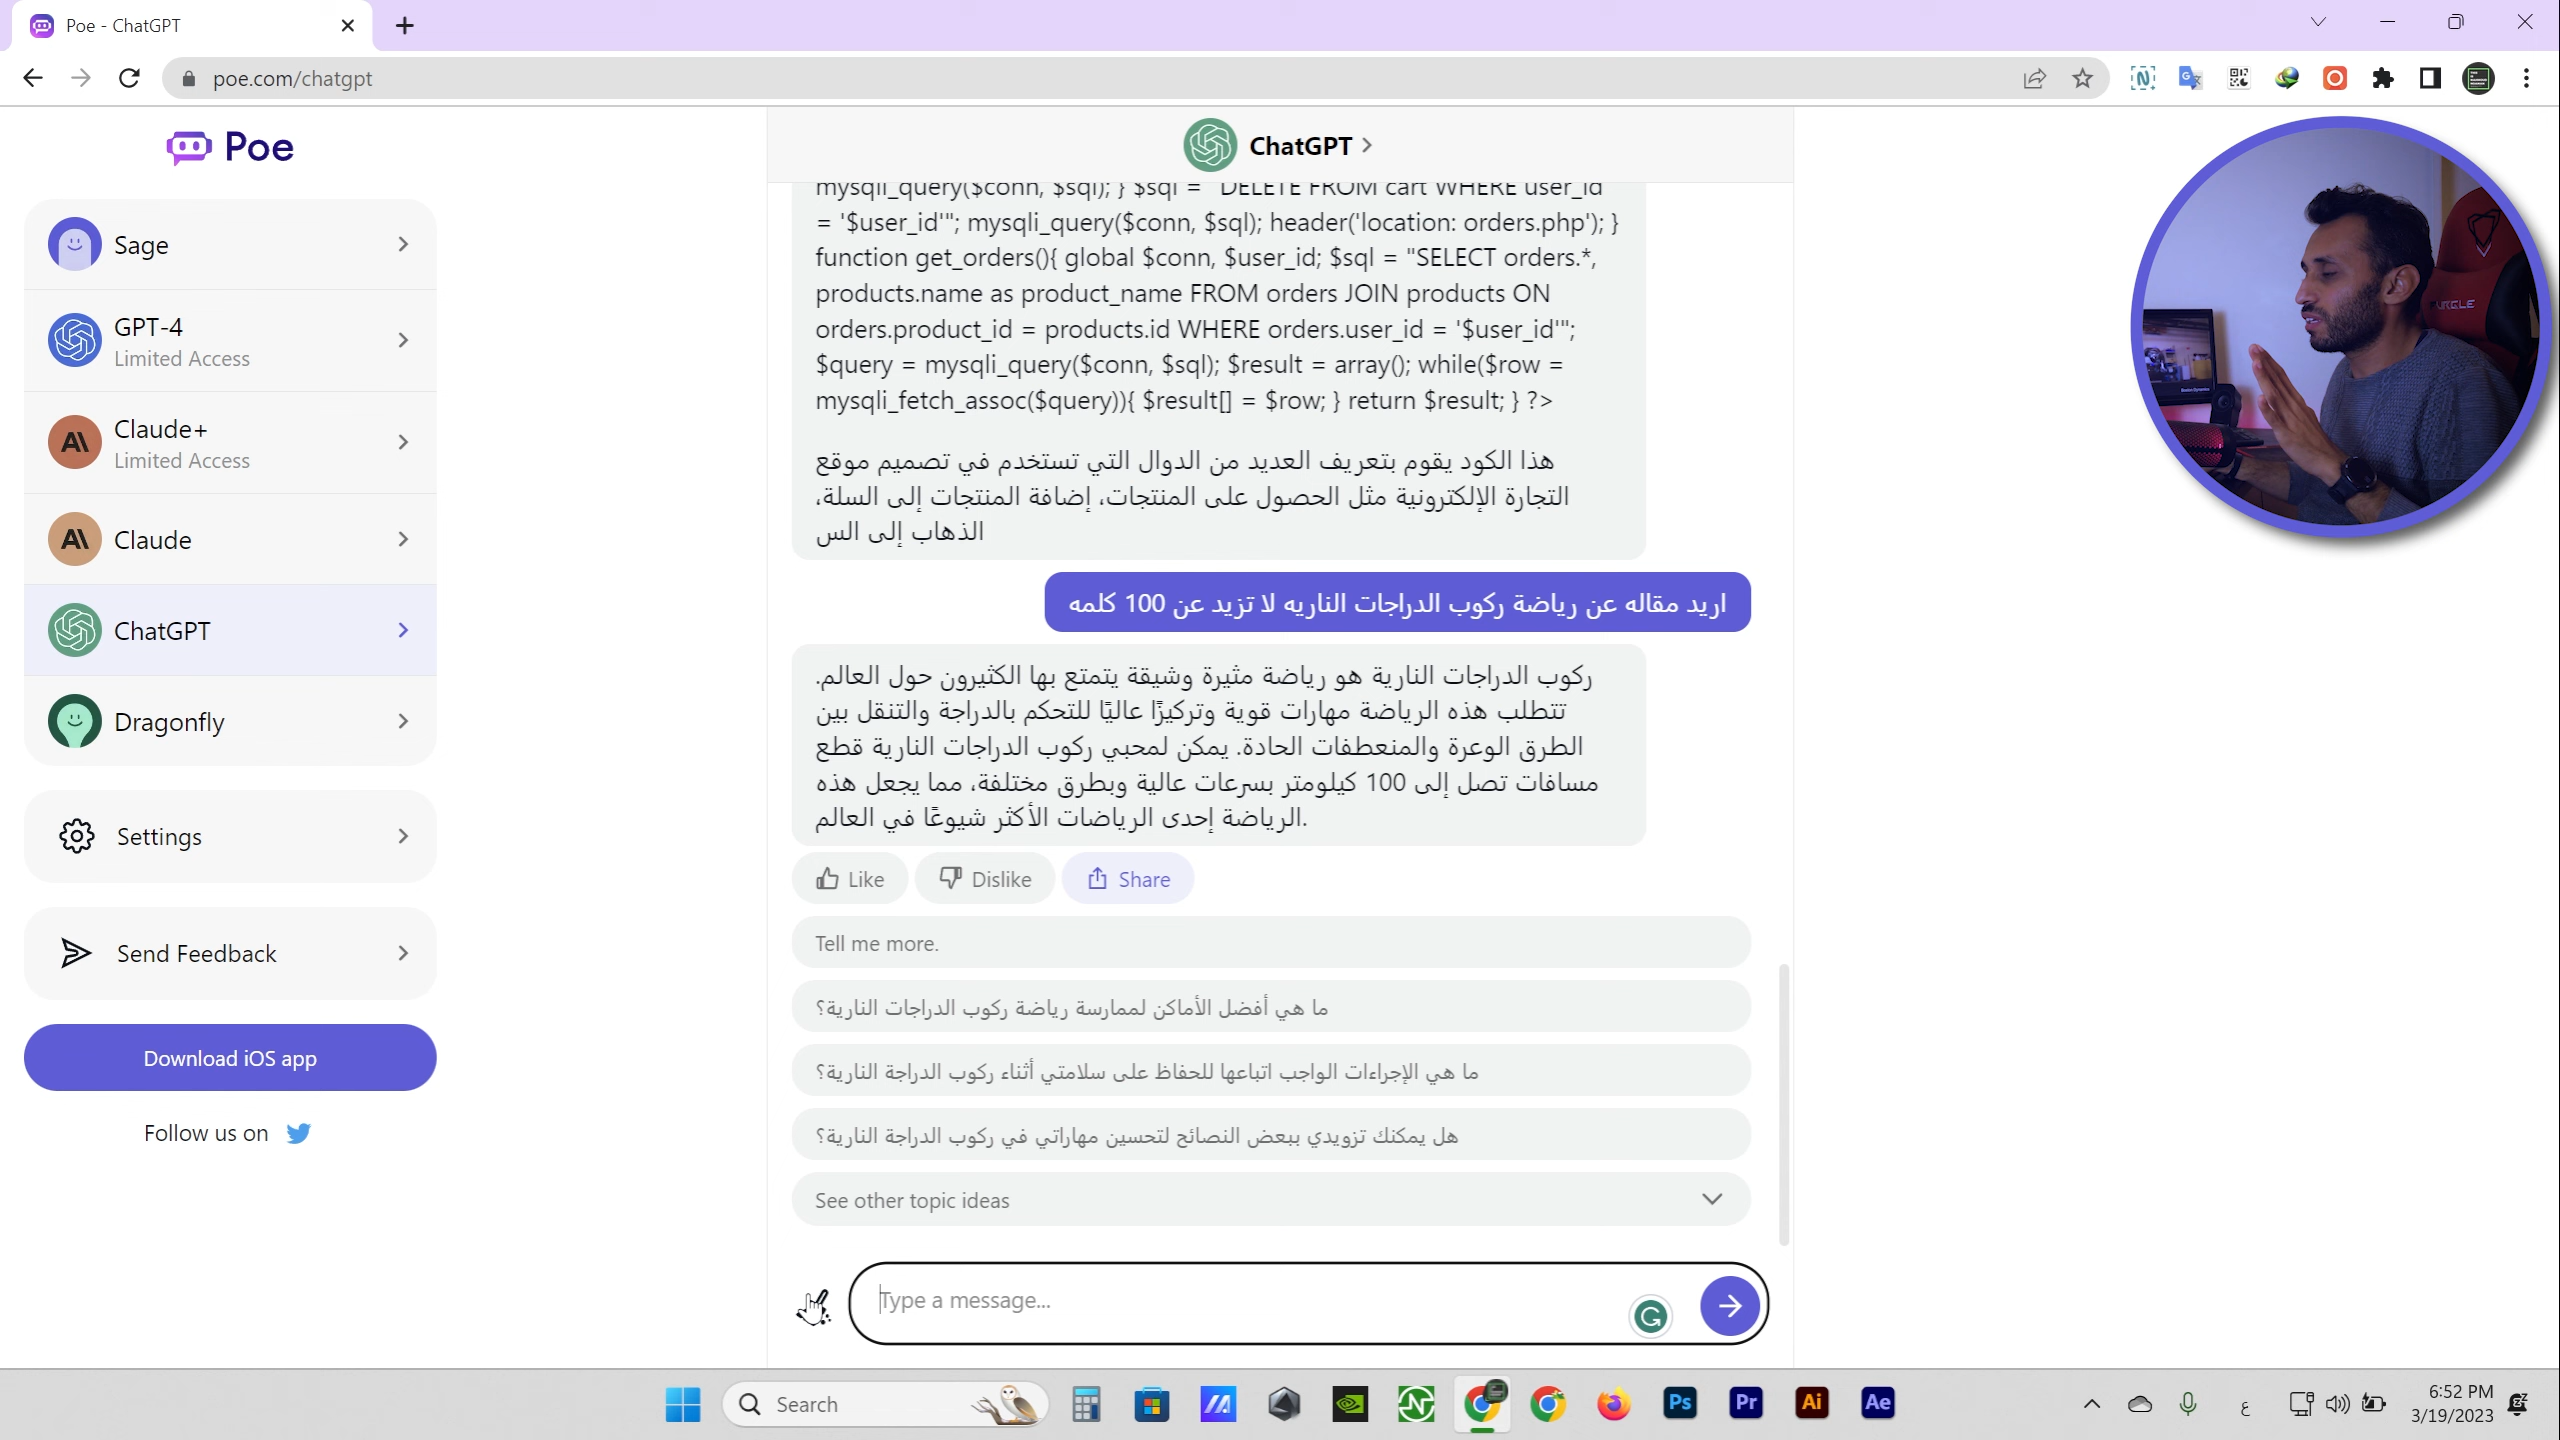 Poe - ChatGPT
poe.com/chatgpt
Poe
Sage
GPT-4
Limited Access
Claude+
Limited Access
Claude
ChatGPT
Dragonfly
Settings
Send Feedback
Download iOS app
Follow us on
ChatGPT
mysqli_query($conn, $sql); } $sql = "DELETE FROM cart WHERE user_id
= '$user_id'"; mysqli_query($conn, $sql); header('location: orders.php'); }
function get_orders(){ global $conn, $user_id; $sql = "SELECT orders.*,
products.name as product_name FROM orders JOIN products ON
orders.product_id = products.id WHERE orders.user_id = '$user_id'";
$query = mysqli_query($conn, $sql); $result = array(); while($row =
mysqli_fetch_assoc($query)){ $result[] = $row; } return $result; } ?>
هذا الكود يقوم بتعريف العديد من الدوال التي تستخدم في تصميم موقع
التجارة الإلكترونية مثل الحصول على المنتجات، إضافة المنتجات إلى السلة،
الذهاب إلى الس
اريد مقاله عن رياضة ركوب الدراجات الناريه لا تزيد عن 100 كلمه
ركوب الدراجات النارية هو رياضة مثيرة وشيقة يتمتع بها الكثيرون حول العالم.
تتطلب هذه الرياضة مهارات قوية وتركيزًا عاليًا للتحكم بالدراجة والتنقل بين
الطرق الوعرة والمنعطفات الحادة. يمكن لمحبي ركوب الدراجات النارية قطع
مسافات تصل إلى 100 كيلومتر بسرعات عالية وبطرق مختلفة، مما يجعل هذه
الرياضة إحدى الرياضات الأكثر شيوعًا في العالم.
Like
Dislike
Share
Tell me more.
ما هي أفضل الأماكن لممارسة رياضة ركوب الدراجات النارية؟
ما هي الإجراءات الواجب اتباعها للحفاظ على سلامتي أثناء ركوب الدراجة النارية؟
هل يمكنك تزويدي ببعض النصائح لتحسين مهاراتي في ركوب الدراجة النارية؟
See other topic ideas
Type a message...
Search
Ps
Pr
Ai
Ae
ع
6:52 PM
3/19/2023